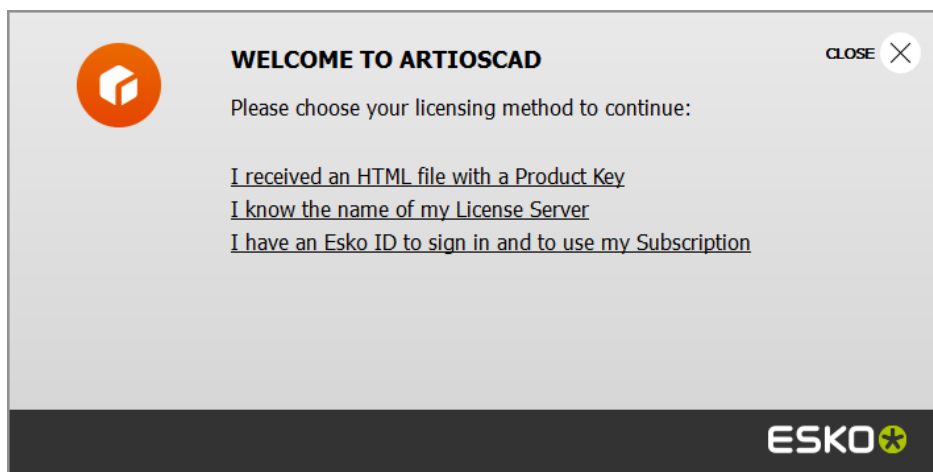 WELCOME TO ARTIOSCAD
CLOSE
Please choose your licensing method to continue:
I received an HTML file with a Product Key
I know the name of my License Server
I have an Esko ID to sign in and to use my Subscription
ESKO